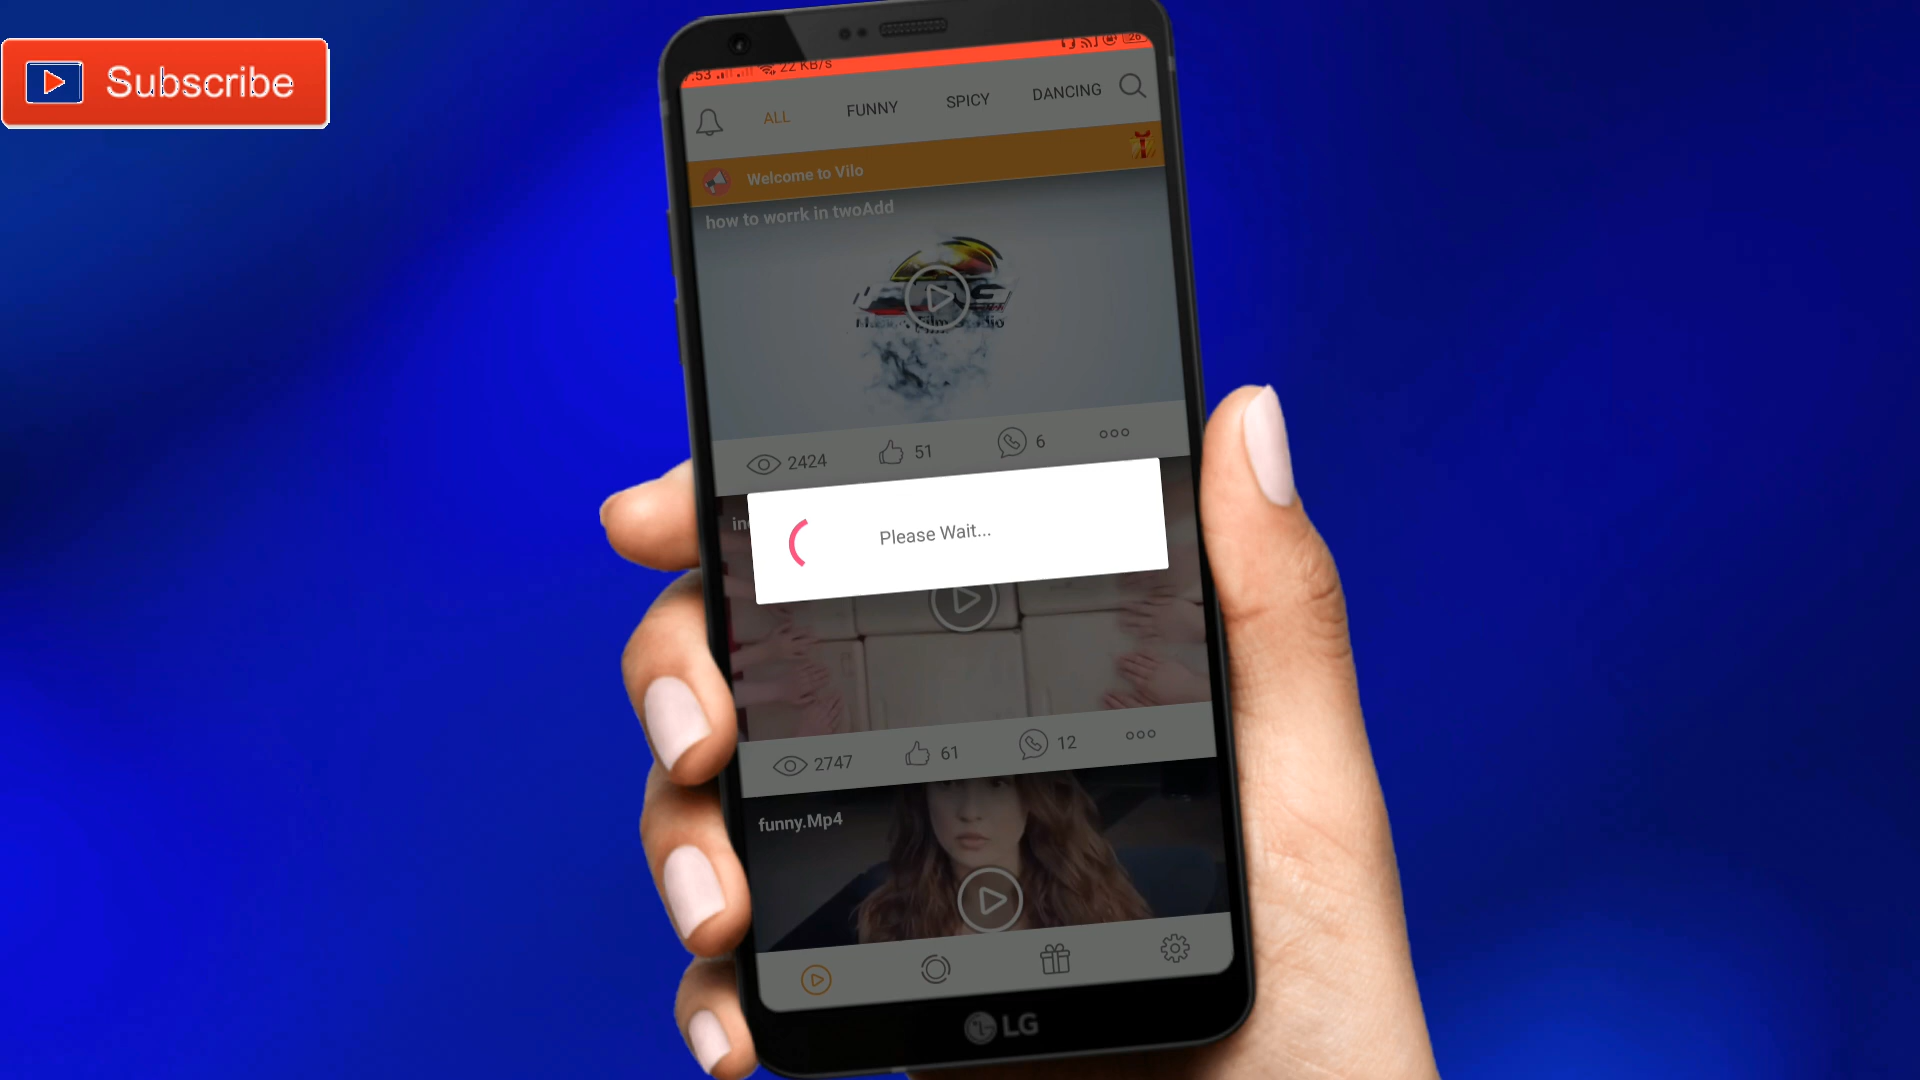 Subscribe
:53 22 KB/s 26
ALL FUNNY SPICY DANCING
Welcome to Vilo
how to worrk in twoAdd
2424 51 6
Please Wait...
2747 61 12
funny.Mp4
LG